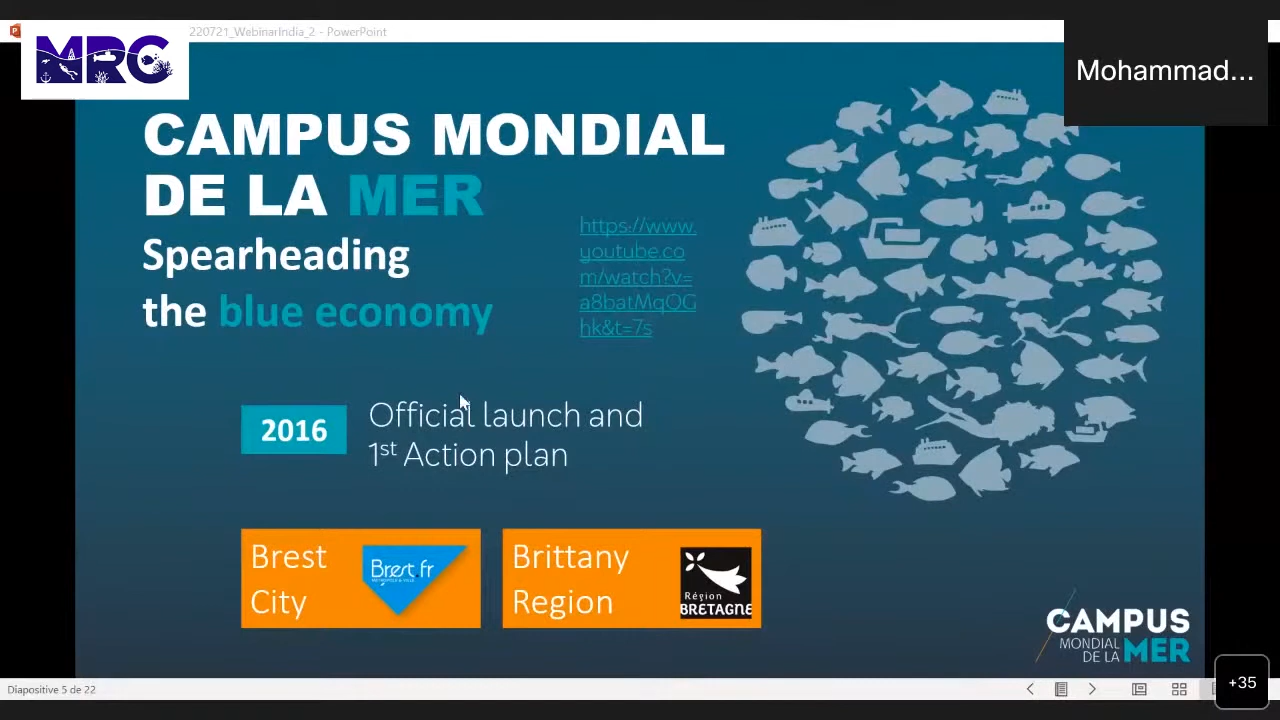 220721_WebinarIndia_2 - PowerPoint
MRC
Mohammad...
CAMPUS MONDIAL
DE LA MER
Spearheading
the blue economy
https://www.
youtube.co
m/watch?v=
a8batMqOG
hk&t=7s
2016
Official launch and
1st Action plan
Brest
City
Brest.fr
MÉTROPOLE & VILLE
Brittany
Region
Région
BRETAGNE
CAMPUS
MONDIAL
DE LA MER
Diapositive 5 de 22
+35